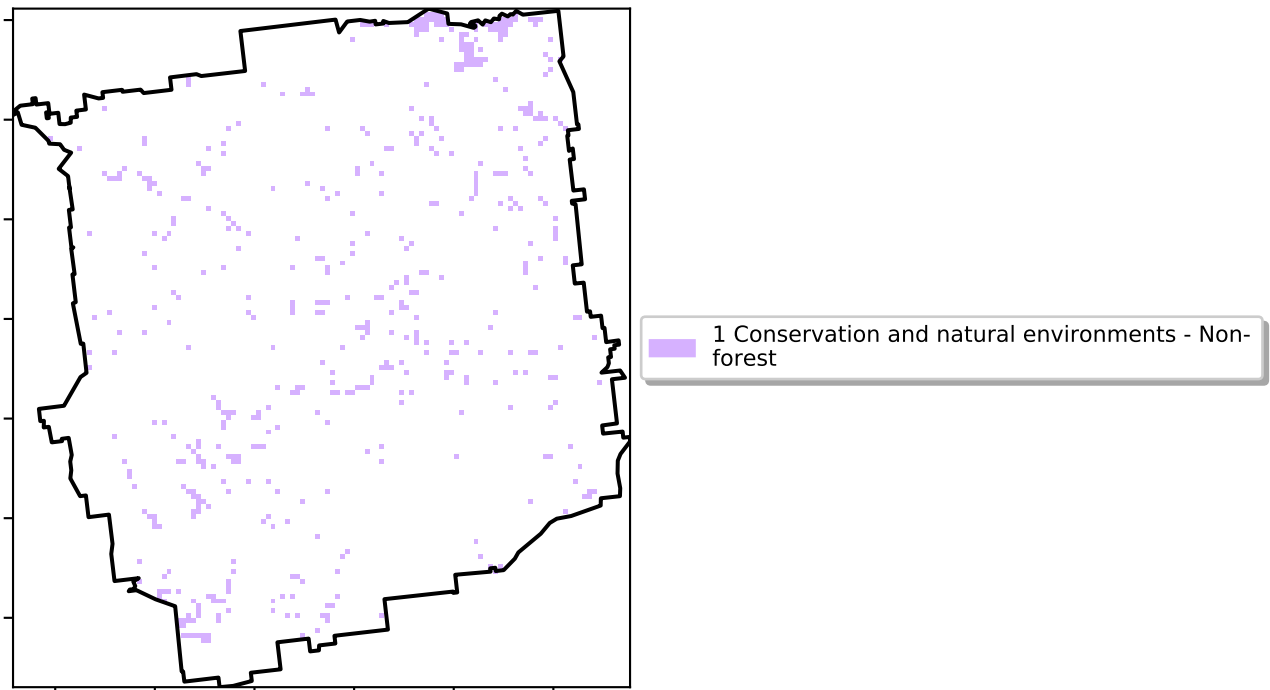 1 Conservation and natural environments - Non-
forest